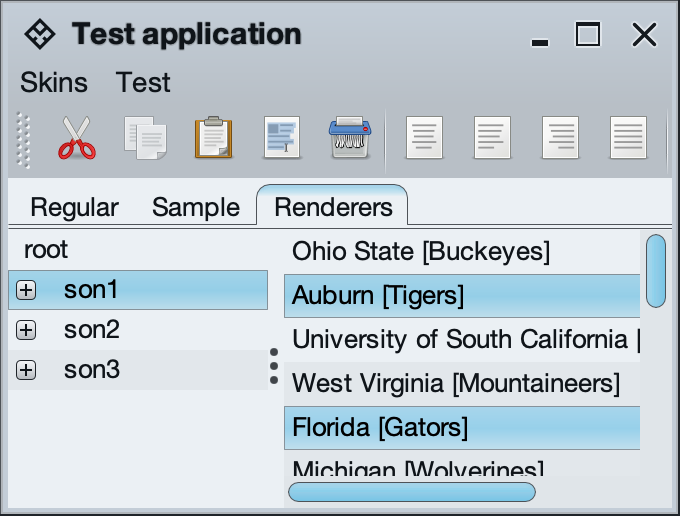 Test application
Skins Test
Regular Sample Renderers
root
son1
son2
son3
Ohio State [Buckeyes]
Auburn [Tigers]
University of South California [
West Virginia [Mountaineers]
Florida [Gators]
Michigan [Wolverines]